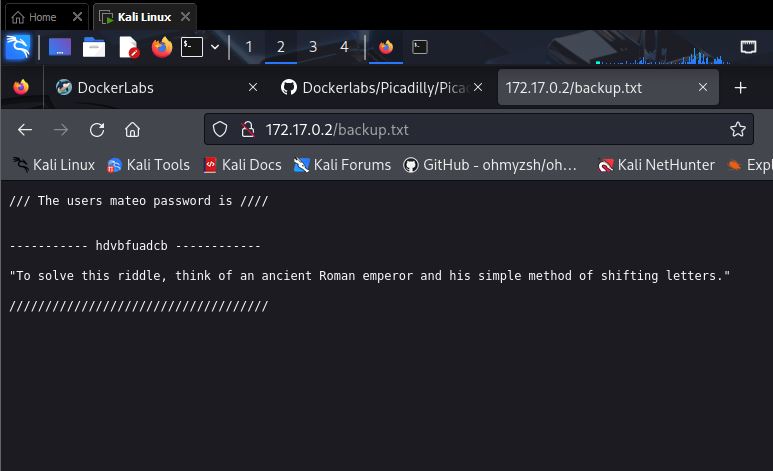 Home
Kali Linux
1 2 3 4
DockerLabs
Dockerlabs/Picadilly/Picad
172.17.0.2/backup.txt
172.17.0.2/backup.txt
Kali Linux
Kali Tools
Kali Docs
Kali Forums
GitHub - ohmyzsh/oh…
Kali NetHunter
Expl
/// The users mateo password is ////
----------- hdvbfuadcb ------------
"To solve this riddle, think of an ancient Roman emperor and his simple method of shifting letters."
////////////////////////////////////